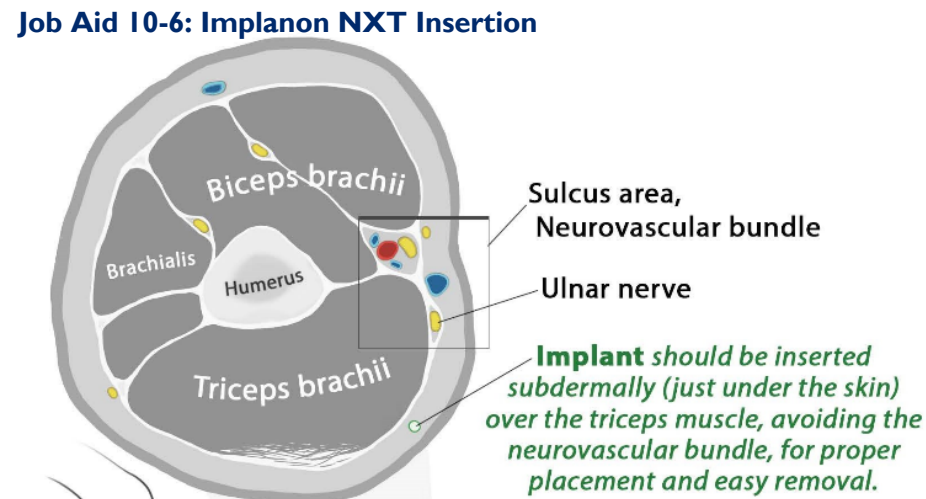 Job Aid 10-6: Implanon NXT Insertion
Biceps brachii
Sulcus area,
Neurovascular bundle
Brachialis
Humerus
Ulnar nerve
Triceps brachii
Implant should be inserted
subdermally (just under the skin)
over the triceps muscle, avoiding the
neurovascular bundle, for proper
placement and easy removal.